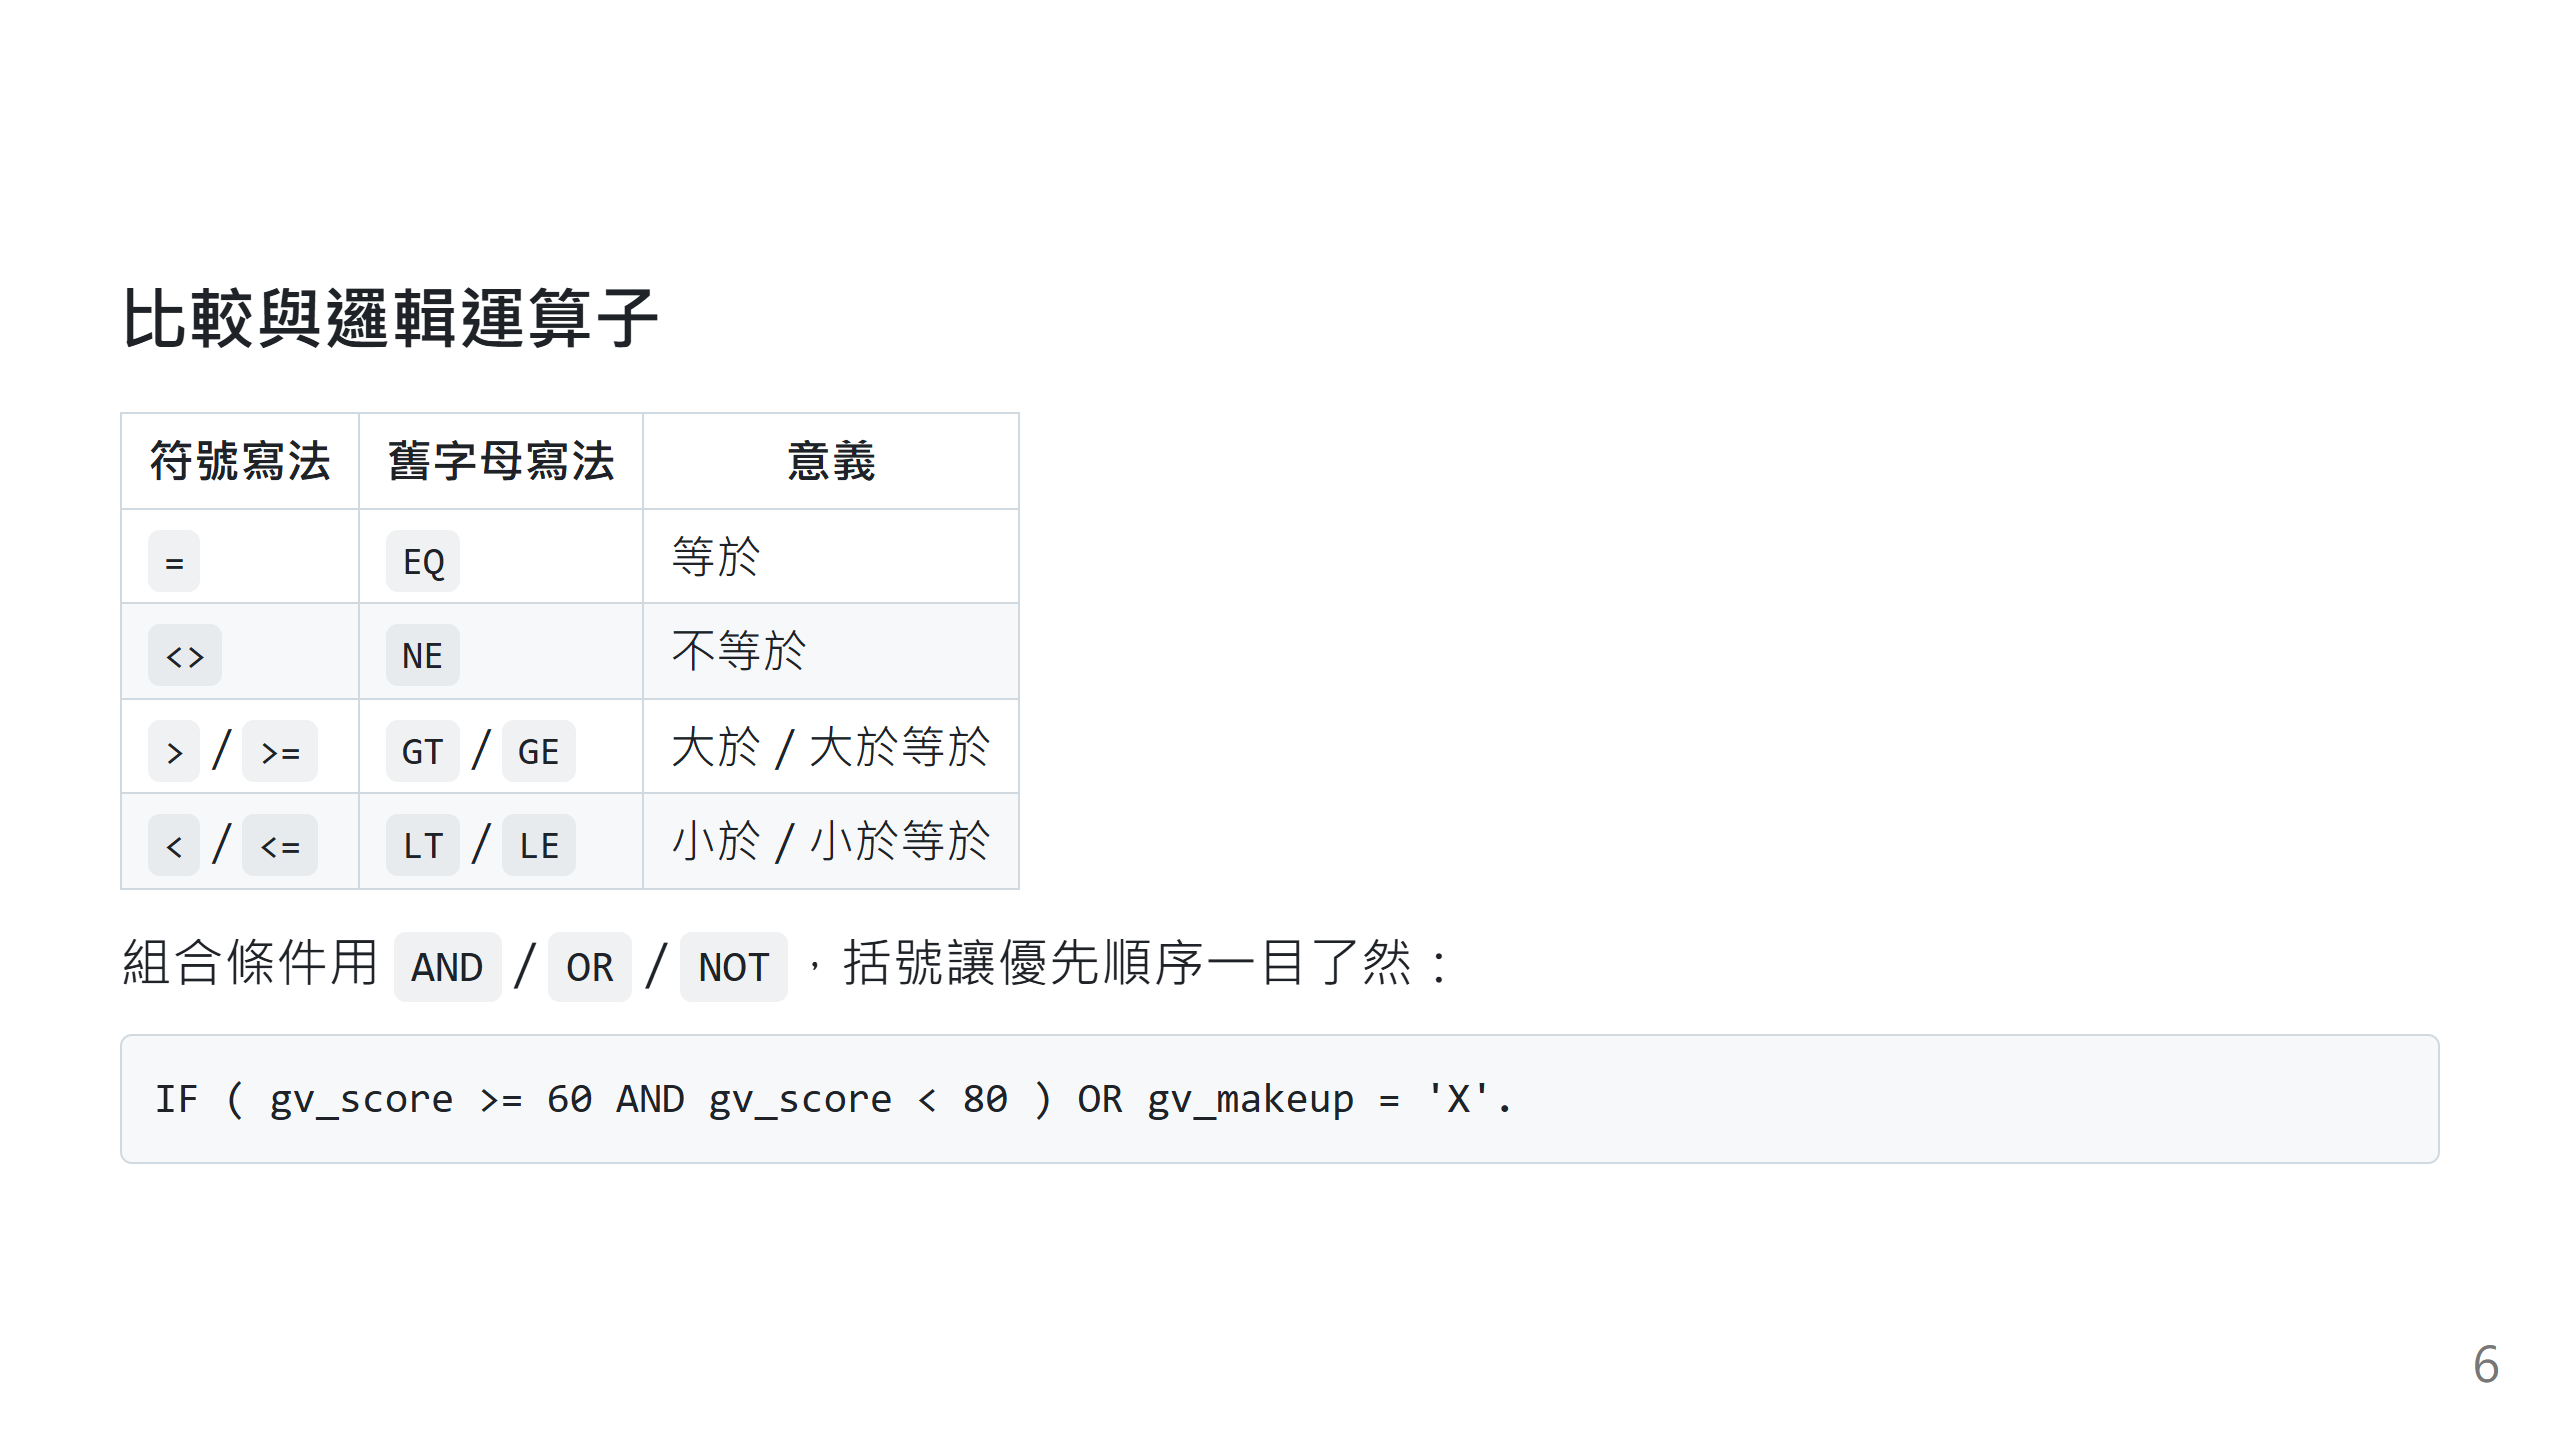 比較與邏輯運算子
符號寫法 舊字母寫法 意義
= EQ 等於
<> NE 不等於
> / >= GT / GE 大於 / 大於等於
< / <= LT / LE 小於 / 小於等於
組合條件用 AND / OR / NOT ，括號讓優先順序一目了然：
IF ( gv_score >= 60 AND gv_score < 80 ) OR gv_makeup = 'X'.
6